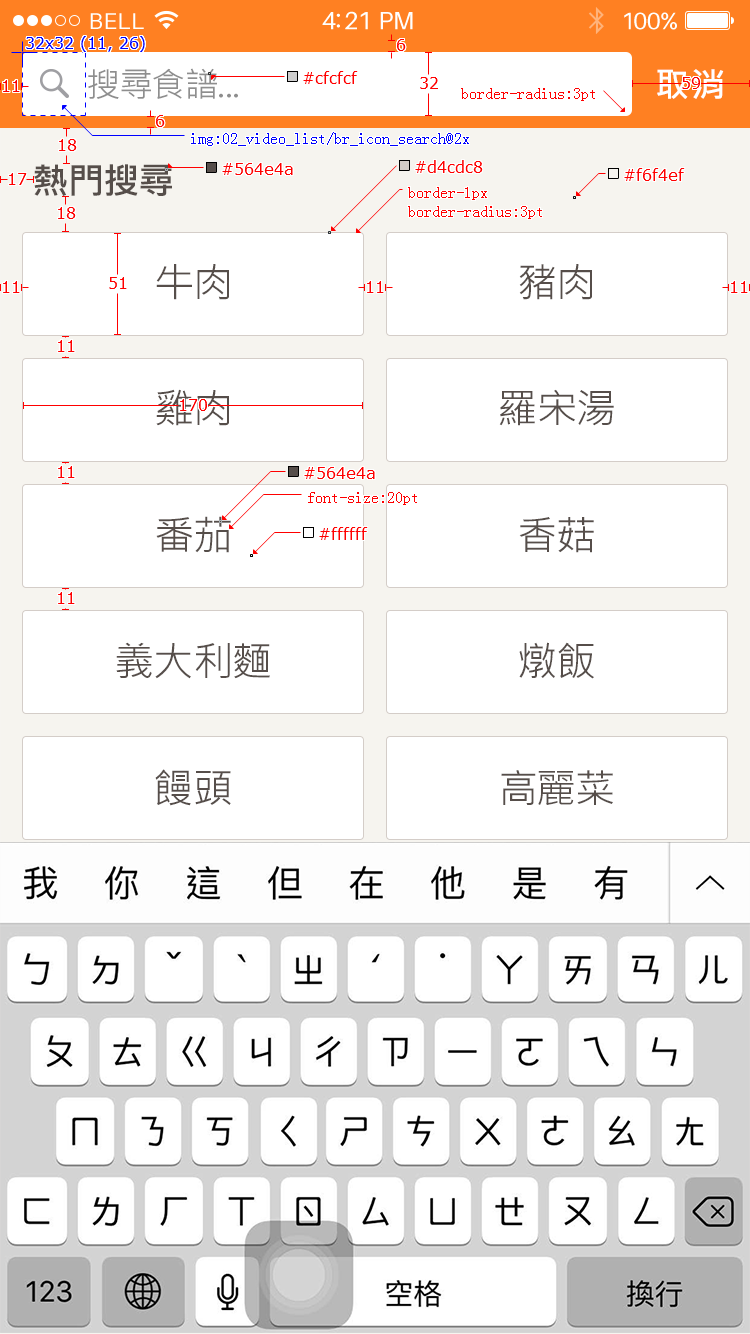 BELL 4:21 PM 100%
32x32 (11, 26) 6
11 搜尋食譜... #cfcfcf 32 border-radius:3pt 取消 59
6
18 img:02_video_list/br_icon_search@2x
17 熱門搜尋 #564e4a #d4cdc8 #f6f4ef
border-1px
18 border-radius:3pt
11 51 牛肉 11 豬肉 11
11
雞肉 170 羅宋湯
11 #564e4a
font-size:20pt
番茄 #ffffff 香菇
11
義大利麵 燉飯
饅頭 高麗菜
我 你 這 但 在 他 是 有
ㄅ ㄉ ˇ ˋ ㄓ ˊ ˙ ㄚ ㄞ ㄢ ㄦ
ㄆ ㄊ ㄍ ㄐ ㄔ ㄗ ㄧ ㄛ ㄟ ㄣ
ㄇ ㄋ ㄎ ㄑ ㄕ ㄘ ㄨ ㄜ ㄠ ㄤ
ㄈ ㄌ ㄏ ㄒ ㄖ ㄙ ㄩ ㄝ ㄡ ㄥ
123 空格 換行